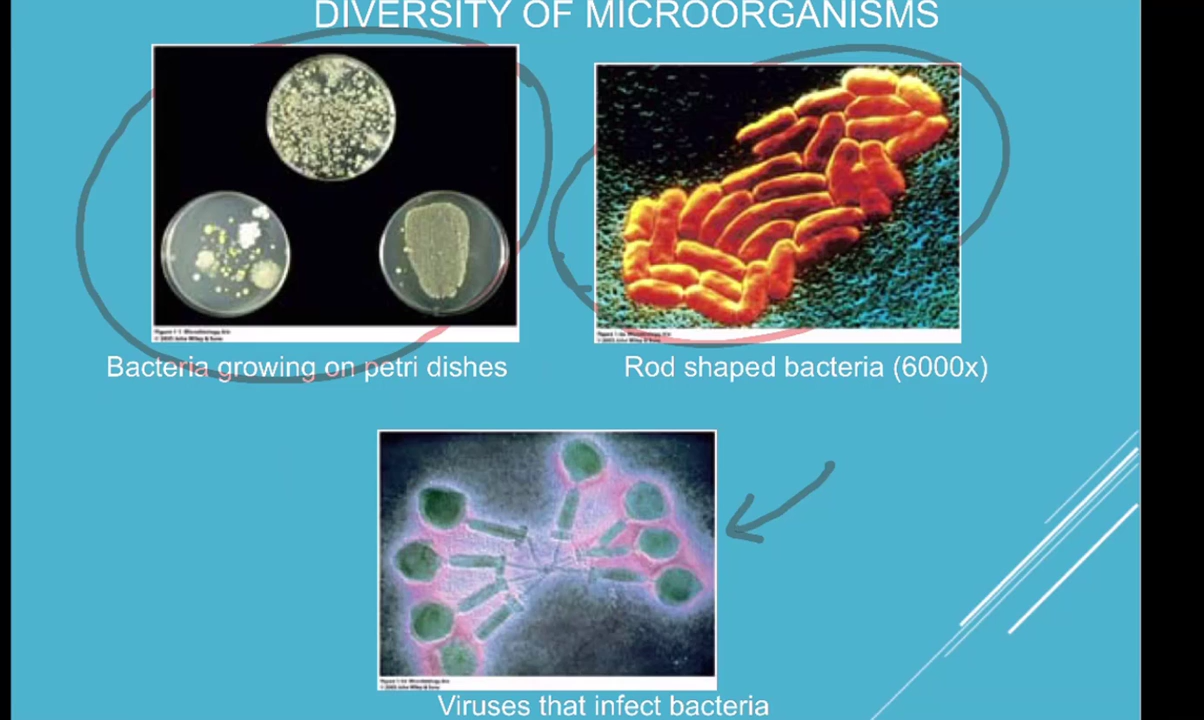 DIVERSITY OF MICROORGANISMS
Bacteria growing on petri dishes
Rod shaped bacteria (6000x)
Viruses that infect bacteria